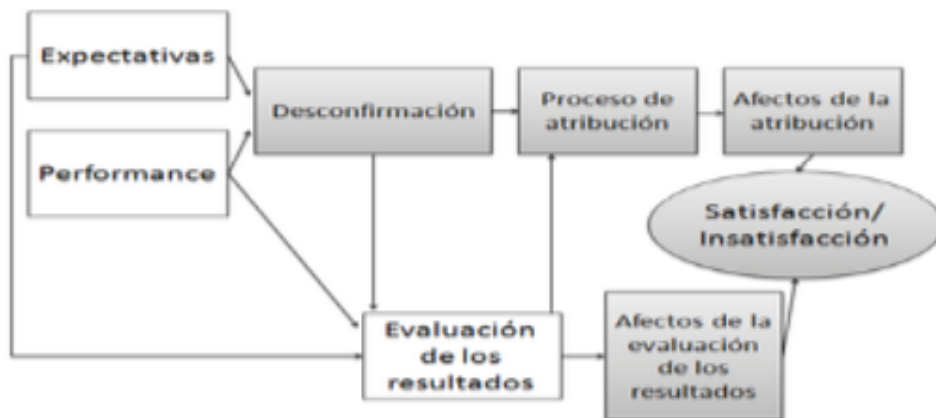 Expectativas
Desconfirmación
Proceso de
atribución
Afectos de la
atribución
Performance
Satisfacción/
Insatisfacción
Evaluación
de los
resultados
Afectos de la
evaluación
de los
resultados